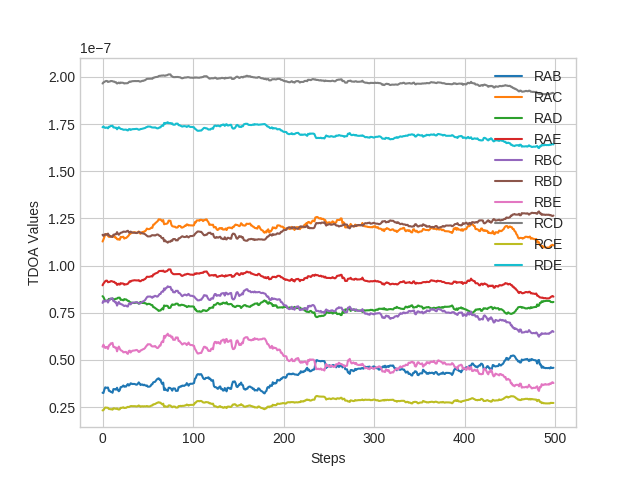 1e−7
2.00
1.75
1.50
1.25
1.00
0.75
0.50
0.25
TDOA Values
0
100
200
300
400
500
Steps
RAB
RAC
RAD
RAE
RBC
RBD
RBE
RCD
RCE
RDE